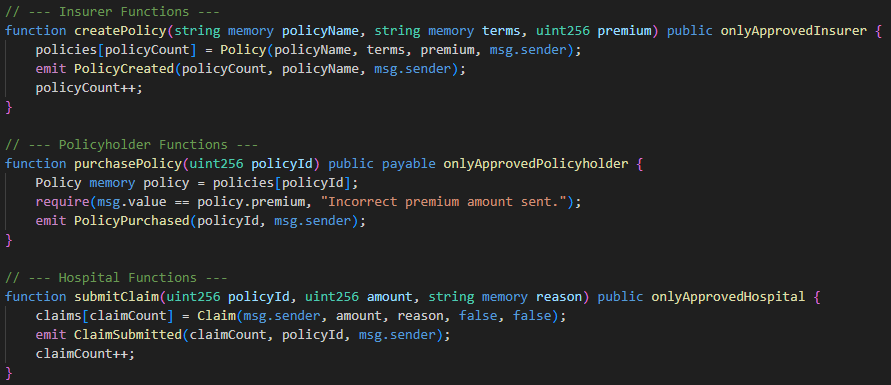 // --- Insurer Functions ---
function createPolicy(string memory policyName, string memory terms, uint256 premium) public onlyApprovedInsurer {
    policies[policyCount] = Policy(policyName, terms, premium, msg.sender);
    emit PolicyCreated(policyCount, policyName, msg.sender);
    policyCount++;
}

// --- Policyholder Functions ---
function purchasePolicy(uint256 policyId) public payable onlyApprovedPolicyholder {
    Policy memory policy = policies[policyId];
    require(msg.value == policy.premium, "Incorrect premium amount sent.");
    emit PolicyPurchased(policyId, msg.sender);
}

// --- Hospital Functions ---
function submitClaim(uint256 policyId, uint256 amount, string memory reason) public onlyApprovedHospital {
    claims[claimCount] = Claim(msg.sender, amount, reason, false, false);
    emit ClaimSubmitted(claimCount, policyId, msg.sender);
    claimCount++;
}